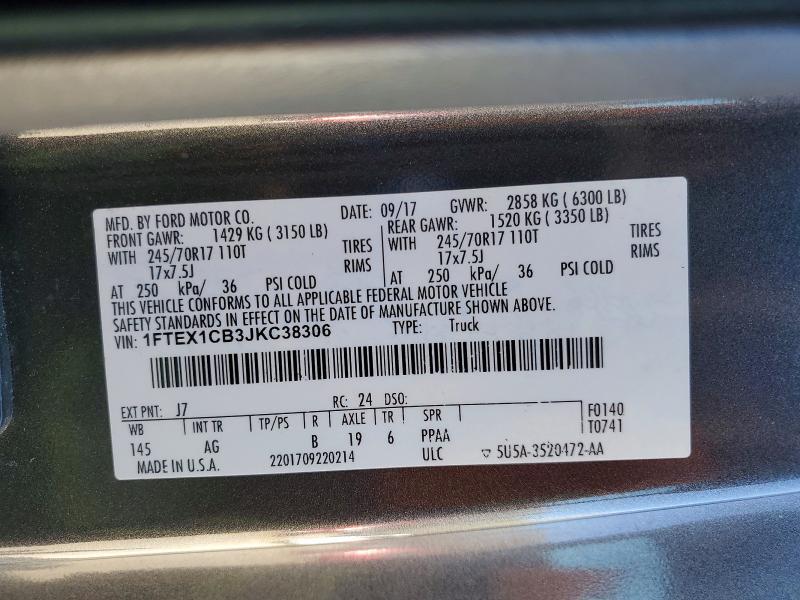 MFD. BY FORD MOTOR CO. DATE: 09/17 GVWR: 2858 KG ( 6300 LB)
FRONT GAWR: 1429 KG ( 3150 LB) REAR GAWR: 1520 KG ( 3350 LB)
WITH 245/70R17 110T TIRES WITH 245/70R17 110T TIRES
17x7.5J RIMS 17x7.5J RIMS
AT 250 kPa/ 36 PSI COLD AT 250 kPa/ 36 PSI COLD
THIS VEHICLE CONFORMS TO ALL APPLICABLE FEDERAL MOTOR VEHICLE
SAFETY STANDARDS IN EFFECT ON THE DATE OF MANUFACTURE SHOWN ABOVE.
VIN: 1FTEX1CB3JKC38306 TYPE: Truck
EXT PNT: J7 RC: 24 DSO:
WB INT TR TP/PS R AXLE TR SPR F0140
145 AG B 19 6 PPAA T0741
MADE IN U.S.A. 2201709220214 ULC ▽ 5U5A-3520472-AA